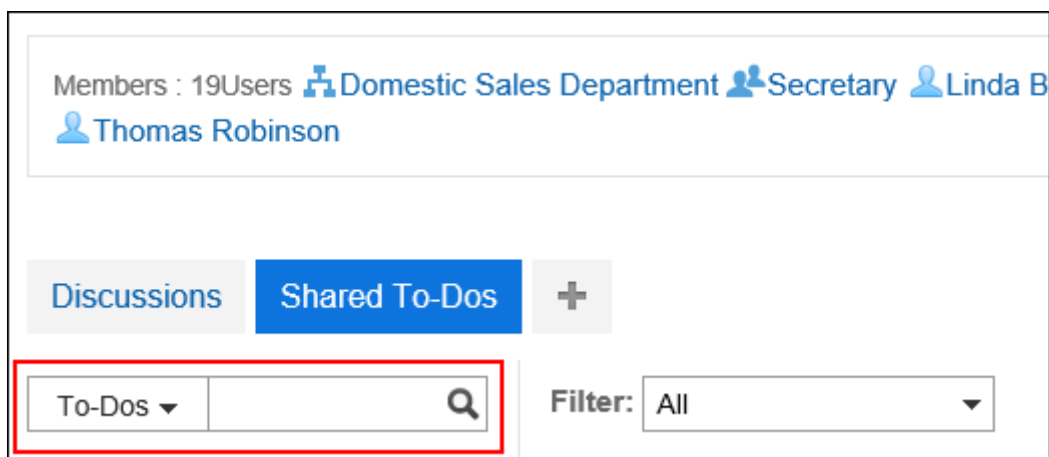 Members : 19Users Domestic Sales Department Secretary Linda B
Thomas Robinson
Discussions Shared To-Dos +
To-Dos Filter: All